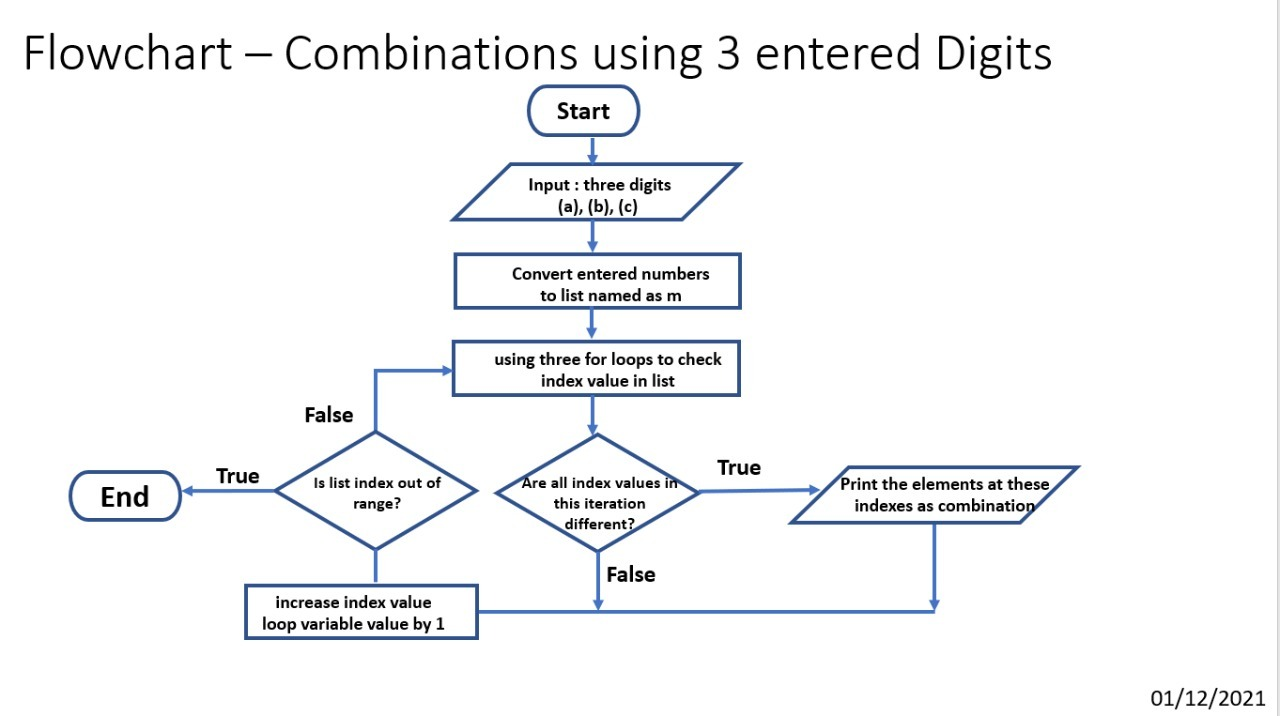 Flowchart – Combinations using 3 entered Digits
Start
Input : three digits
(a), (b), (c)
Convert entered numbers
to list named as m
using three for loops to check
index value in list
False
True
End
Is list index out of
range?
Are all index values in
this iteration
different?
True
Print the elements at these
indexes as combination
False
increase index value
loop variable value by 1
01/12/2021